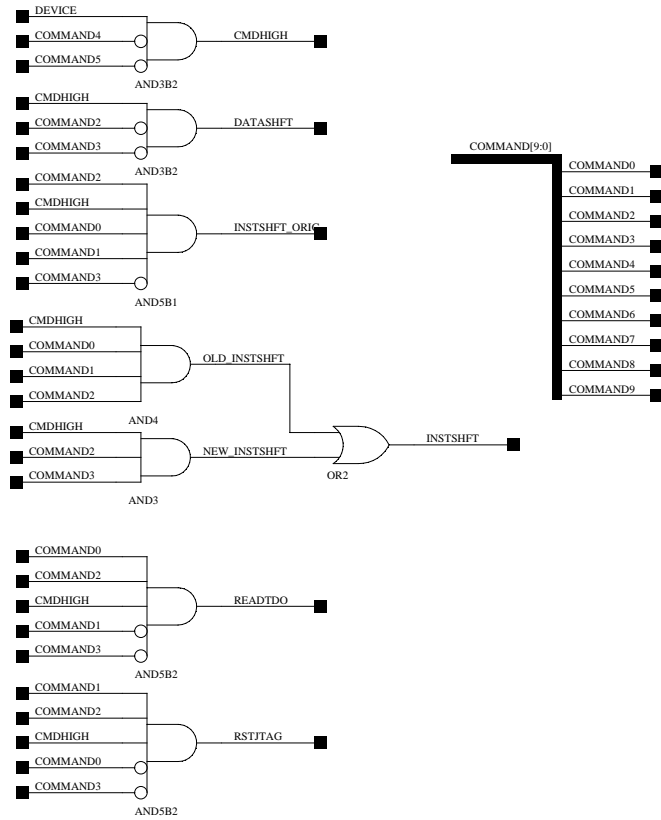 DEVICE
COMMAND4
CMDHIGH
COMMAND5
AND3B2
CMDHIGH
COMMAND2
DATASHFT
COMMAND3
AND3B2
COMMAND2
CMDHIGH
COMMAND0
INSTSHFT_ORIG
COMMAND1
COMMAND3
AND5B1
CMDHIGH
COMMAND0
OLD_INSTSHFT
COMMAND1
COMMAND2
AND4
CMDHIGH
COMMAND2
NEW_INSTSHFT
COMMAND3
AND3
INSTSHFT
OR2
COMMAND0
COMMAND2
CMDHIGH
READTDO
COMMAND1
COMMAND3
AND5B2
COMMAND1
COMMAND2
CMDHIGH
RSTJTAG
COMMAND0
COMMAND3
AND5B2
COMMAND[9:0]
COMMAND0
COMMAND1
COMMAND2
COMMAND3
COMMAND4
COMMAND5
COMMAND6
COMMAND7
COMMAND8
COMMAND9